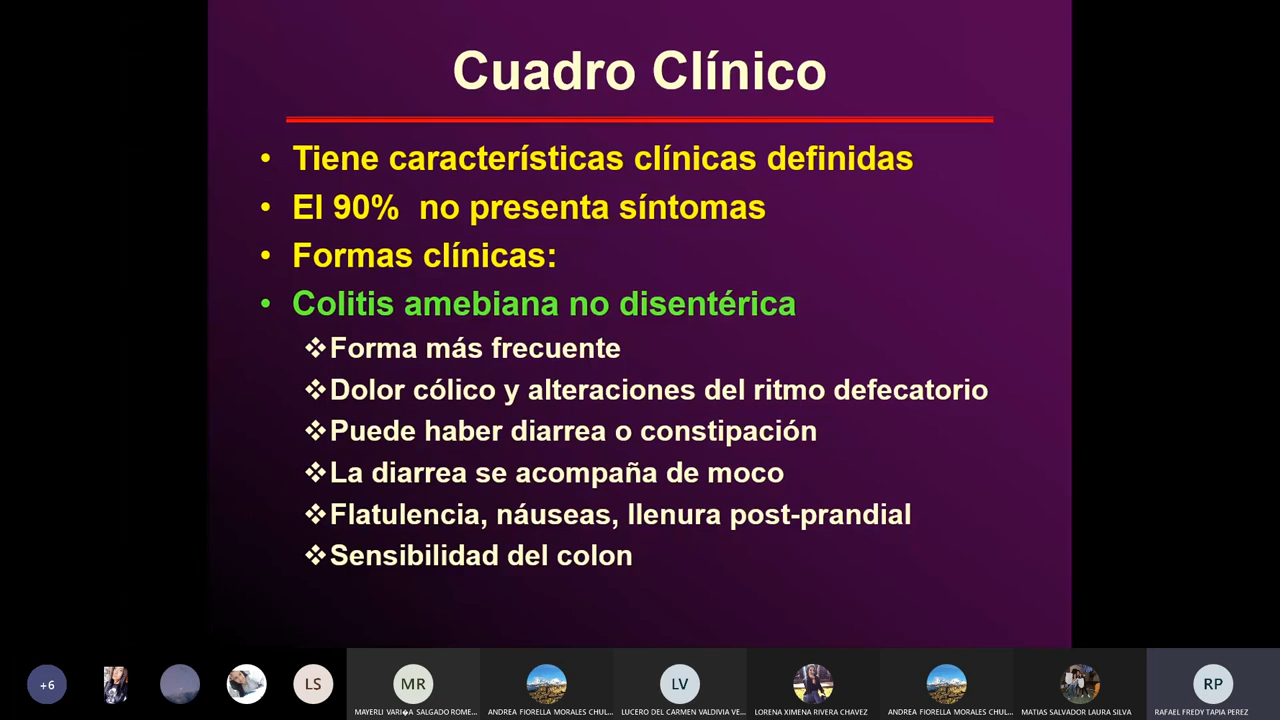 Cuadro Clínico
• Tiene características clínicas definidas
• El 90% no presenta síntomas
• Formas clínicas:
• Colitis amebiana no disentérica
❖Forma más frecuente
❖Dolor cólico y alteraciones del ritmo defecatorio
❖Puede haber diarrea o constipación
❖La diarrea se acompaña de moco
❖Flatulencia, náuseas, llenura post-prandial
❖Sensibilidad del colon
+6 LS MR LV RP
MAYERLI VARI�A SALGADO ROME... ANDREA FIORELLA MORALES CHUL... LUCERO DEL CARMEN VALDIVIA VE... LORENA XIMENA RIVERA CHAVEZ ANDREA FIORELLA MORALES CHUL... MATIAS SALVADOR LAURA SILVA RAFAEL FREDY TAPIA PEREZ